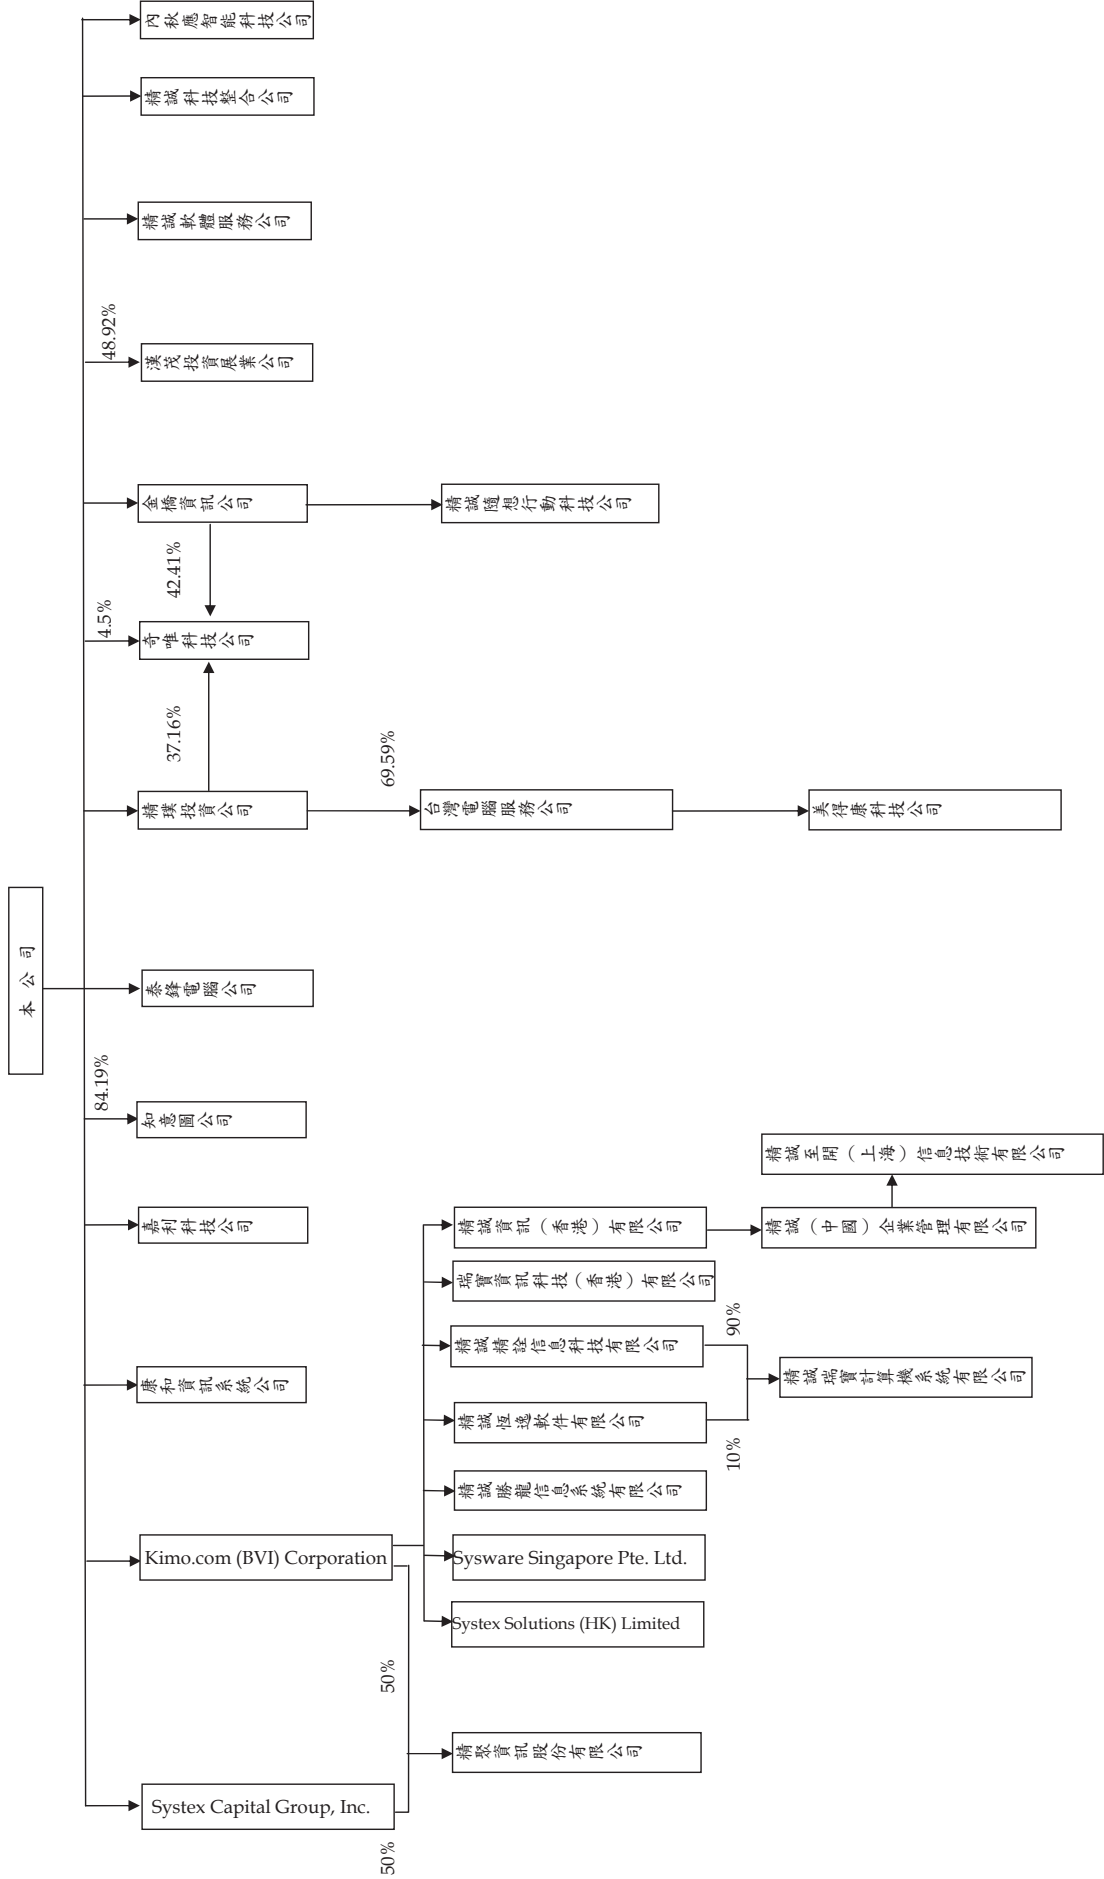 本公司
內秋應智能科技公司
精誠科技整合公司
精誠軟體服務公司
48.92%
漢茂投資展業公司
金橋資訊公司
精誠隨想行動科技公司
42.41%
4.5%
奇唯科技公司
37.16%
精璞投資公司
69.59%
台灣電腦服務公司
美得康科技公司
泰鋒電腦公司
84.19%
知意圖公司
嘉利科技公司
康和資訊系統公司
Kimo.com (BVI) Corporation
精誠資訊（香港）有限公司
精誠（中國）企業管理有限公司
精誠至開（上海）信息技術有限公司
瑞寶資訊科技（香港）有限公司
精誠精詮信息科技有限公司
90%
精誠瑞寶計算機系統有限公司
精誠恆逸軟件有限公司
10%
精誠勝龍信息系統有限公司
Sysware Singapore Pte. Ltd.
Systex Solutions (HK) Limited
50%
精聚資訊股份有限公司
Systex Capital Group, Inc.
50%